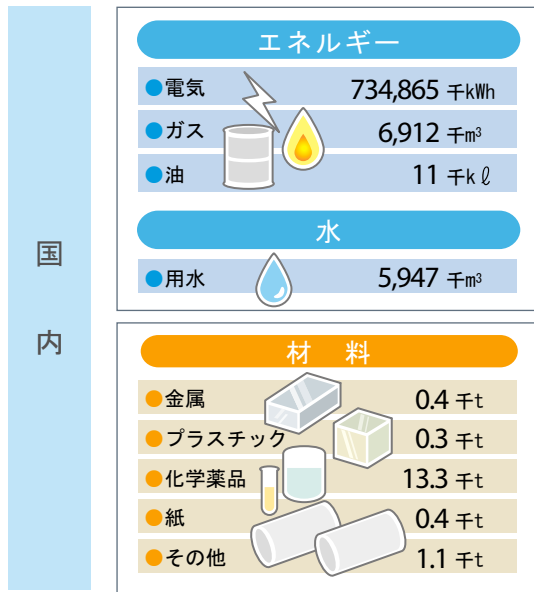 国内
エネルギー
●電気 734,865 千kWh
●ガス 6,912 千m³
●油 11 千kℓ
水
●用水 5,947 千m³
材 料
●金属 0.4 千t
●プラスチック 0.3 千t
●化学薬品 13.3 千t
●紙 0.4 千t
●その他 1.1 千t